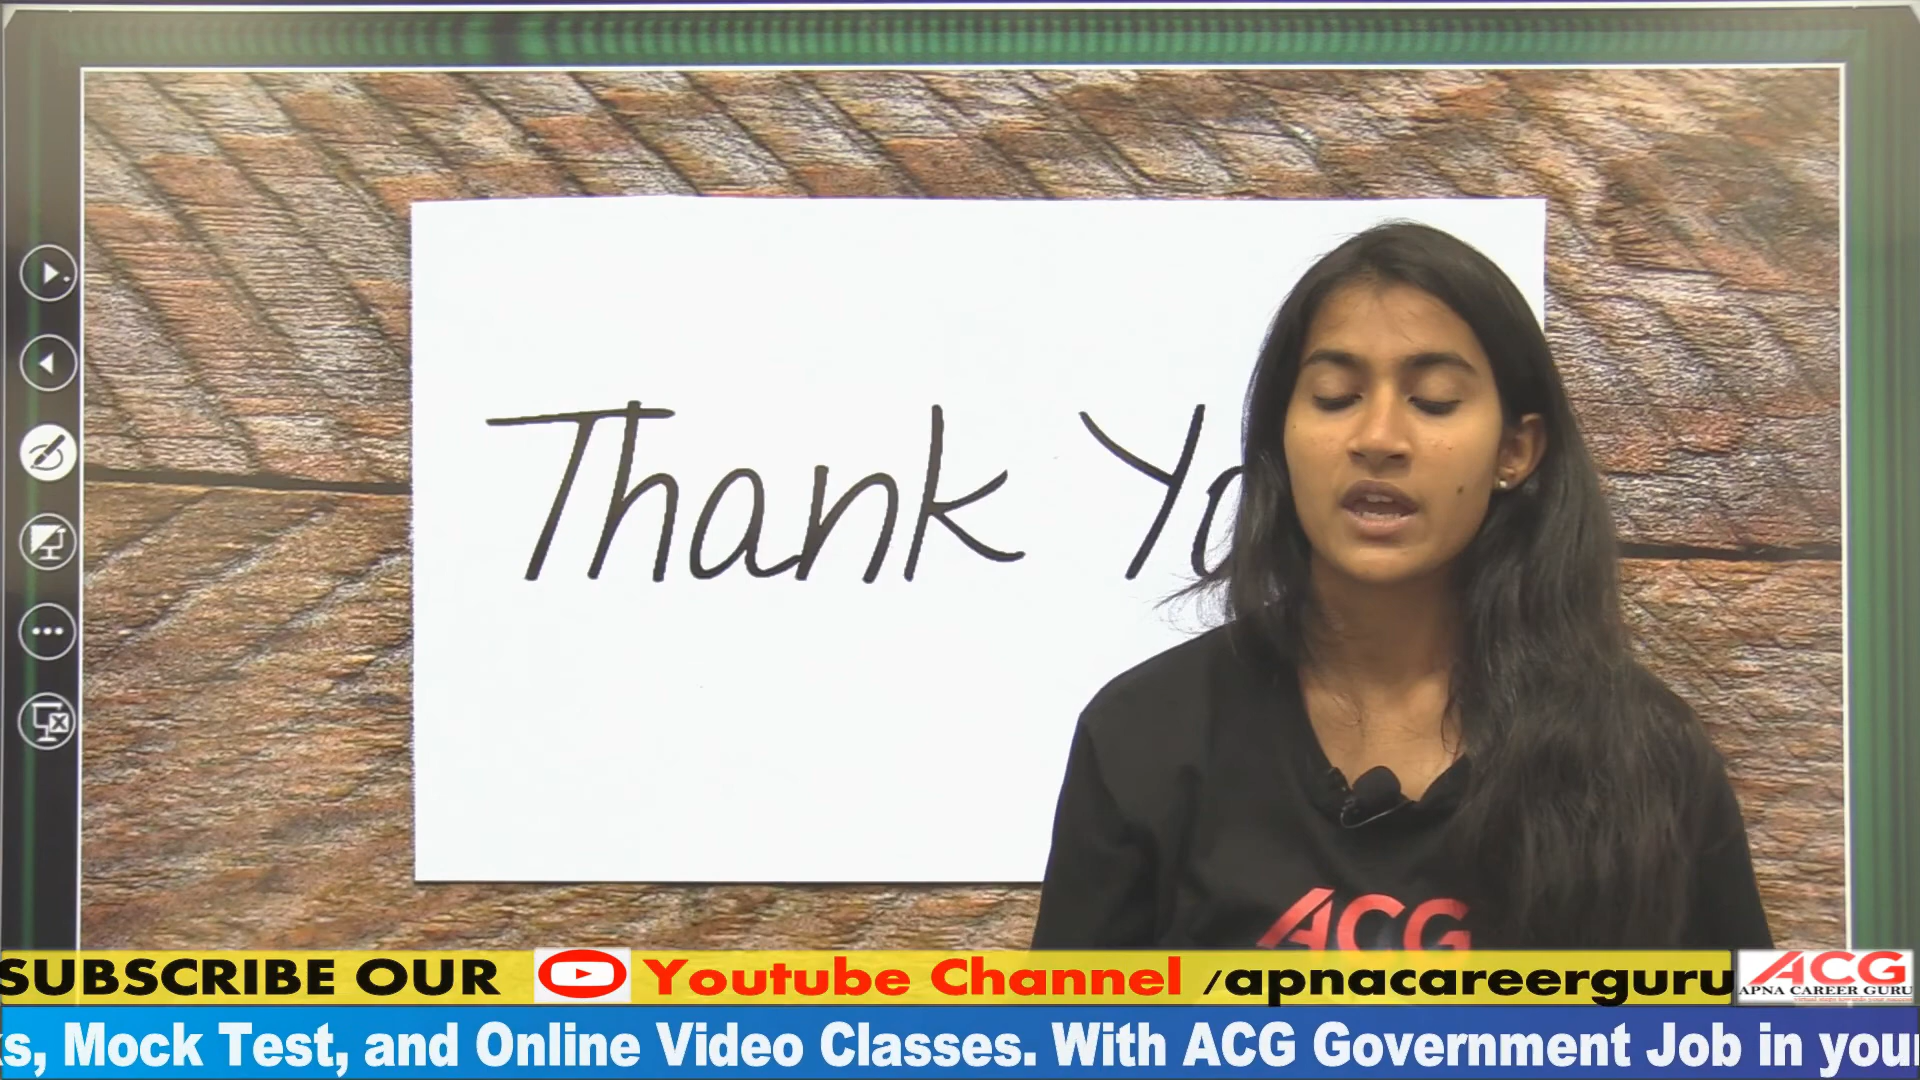 Thank Yo
ACG
SUBSCRIBE OUR Youtube Channel /apnacareerguru
ACG
APNA CAREER GURU
s, Mock Test, and Online Video Classes. With ACG Government Job in your